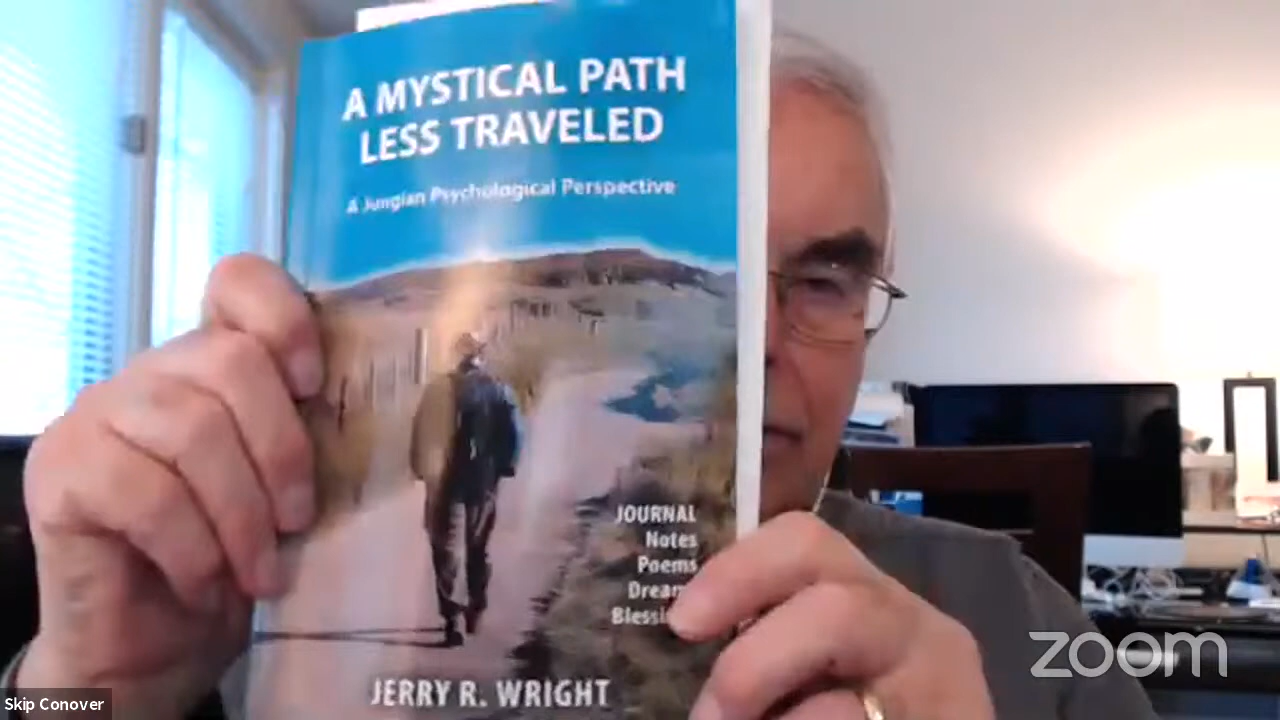 A MYSTICAL PATH
LESS TRAVELED
A Jungian Psychological Perspective
JOURNAL
Notes
Poems
JERRY R. WRIGHT
Skip Conover
zoom